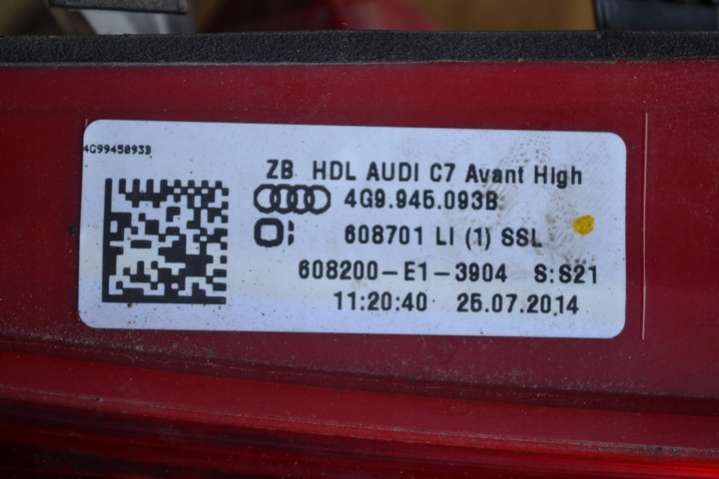 4G9945093B
ZB HDL AUDI C7 Avant High
4G9.945.093B
608701 LI (1) SSL
608200-E1-3904 S:S21
11:20:40 25.07.2014